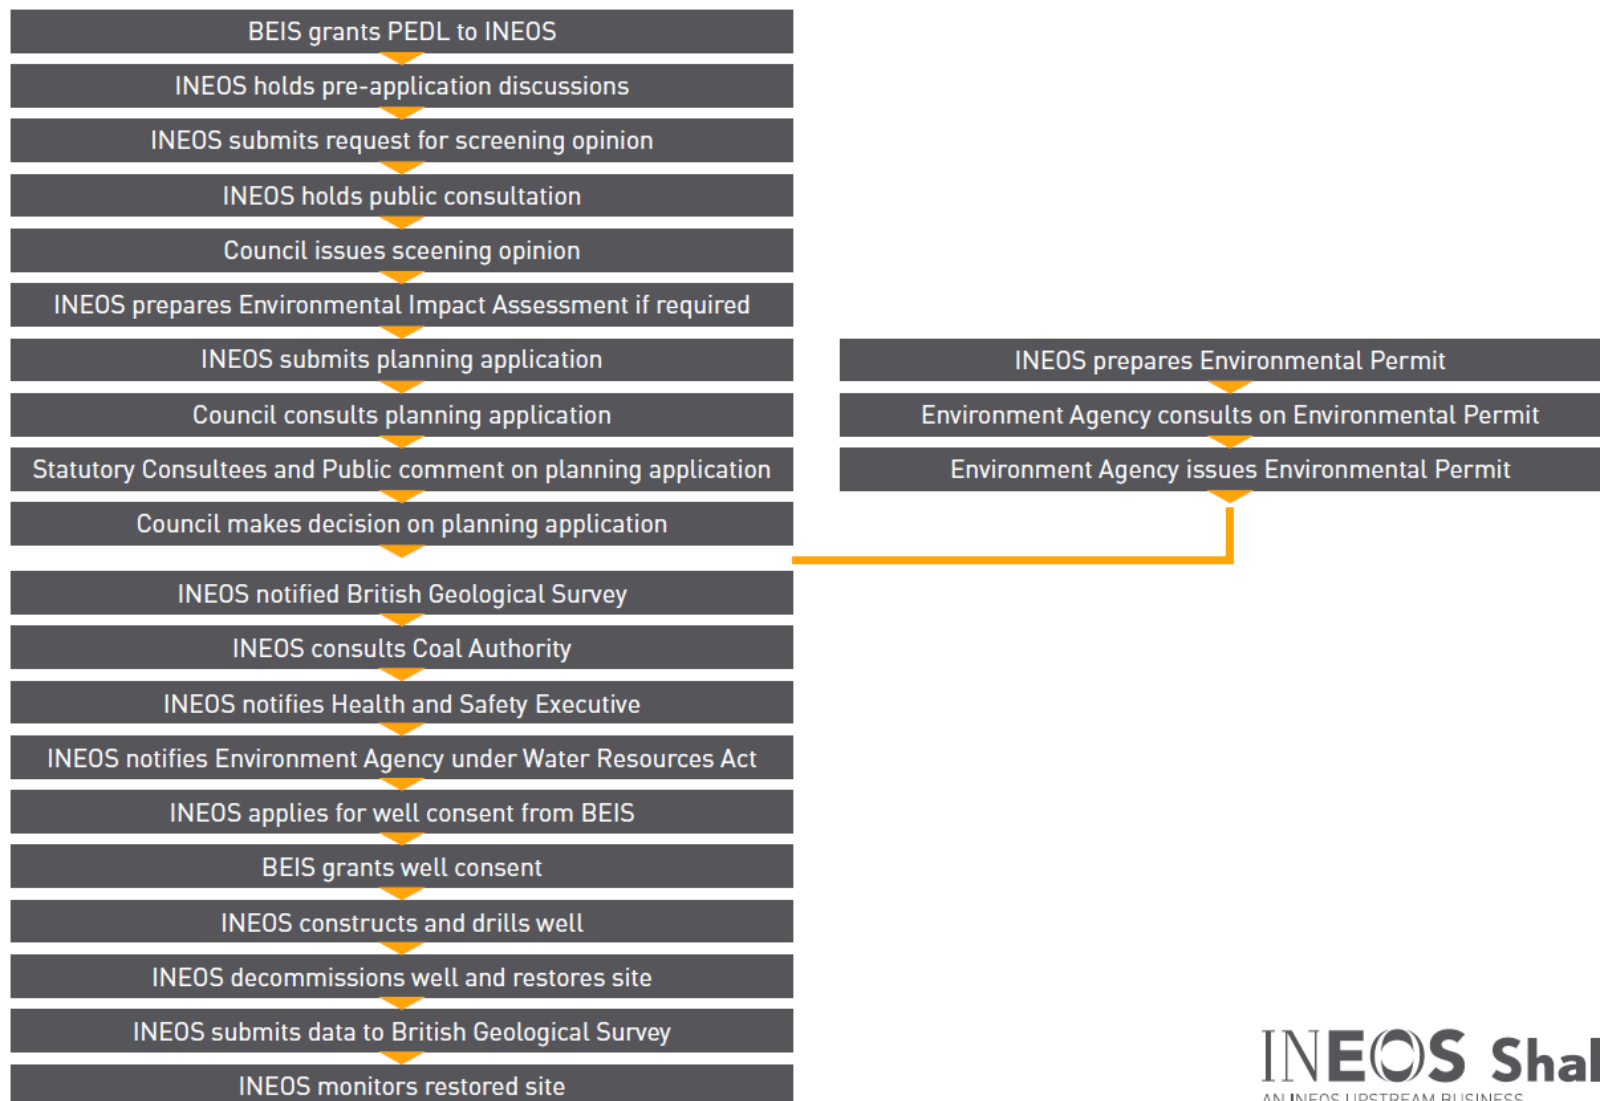 BEIS grants PEDL to INEOS
INEOS holds pre-application discussions
INEOS submits request for screening opinion
INEOS holds public consultation
Council issues sceening opinion
INEOS prepares Environmental Impact Assessment if required
INEOS submits planning application
Council consults planning application
Statutory Consultees and Public comment on planning application
Council makes decision on planning application
INEOS prepares Environmental Permit
Environment Agency consults on Environmental Permit
Environment Agency issues Environmental Permit
INEOS notified British Geological Survey
INEOS consults Coal Authority
INEOS notifies Health and Safety Executive
INEOS notifies Environment Agency under Water Resources Act
INEOS applies for well consent from BEIS
BEIS grants well consent
INEOS constructs and drills well
INEOS decommissions well and restores site
INEOS submits data to British Geological Survey
INEOS monitors restored site
INEOS Shal
AN INEOS UPSTREAM BUSINESS